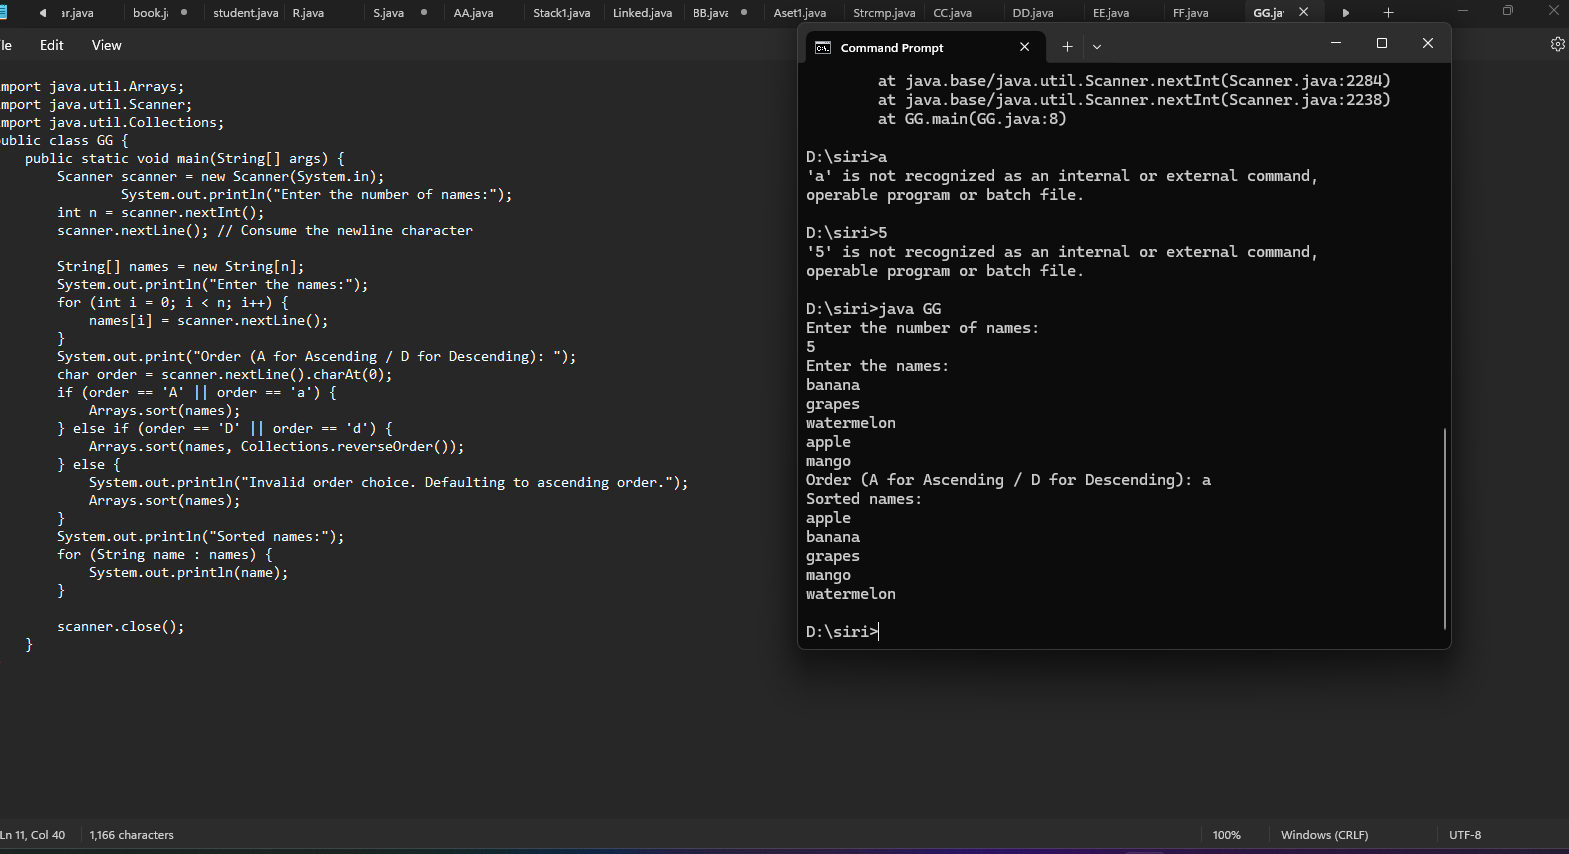 ar.java book.j student.java R.java S.java AA.java Stack1.java Linked.java BB.java Aset1.java Strcmp.java CC.java DD.java EE.java FF.java GG.ja
le Edit View
mport java.util.Arrays;
mport java.util.Scanner;
mport java.util.Collections;
ublic class GG {
public static void main(String[] args) {
Scanner scanner = new Scanner(System.in);
System.out.println("Enter the number of names:");
int n = scanner.nextInt();
scanner.nextLine(); // Consume the newline character
String[] names = new String[n];
System.out.println("Enter the names:");
for (int i = 0; i < n; i++) {
names[i] = scanner.nextLine();
}
System.out.print("Order (A for Ascending / D for Descending): ");
char order = scanner.nextLine().charAt(0);
if (order == 'A' || order == 'a') {
Arrays.sort(names);
} else if (order == 'D' || order == 'd') {
Arrays.sort(names, Collections.reverseOrder());
} else {
System.out.println("Invalid order choice. Defaulting to ascending order.");
Arrays.sort(names);
}
System.out.println("Sorted names:");
for (String name : names) {
System.out.println(name);
}
scanner.close();
}
Command Prompt
at java.base/java.util.Scanner.nextInt(Scanner.java:2284)
at java.base/java.util.Scanner.nextInt(Scanner.java:2238)
at GG.main(GG.java:8)
D:\siri>a
'a' is not recognized as an internal or external command,
operable program or batch file.
D:\siri>5
'5' is not recognized as an internal or external command,
operable program or batch file.
D:\siri>java GG
Enter the number of names:
5
Enter the names:
banana
grapes
watermelon
apple
mango
Order (A for Ascending / D for Descending): a
Sorted names:
apple
banana
grapes
mango
watermelon
D:\siri>
Ln 11, Col 40 1,166 characters 100% Windows (CRLF) UTF-8